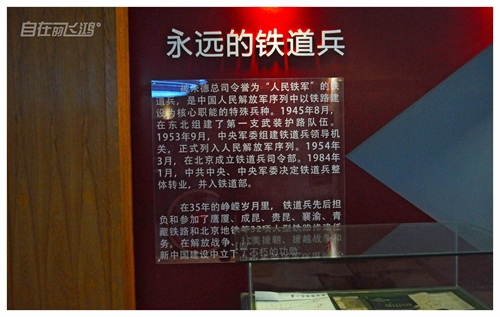 自在的飞鸿
永远的铁道兵
朱德总司令誉为“人民铁军”的铁
道兵，是中国人民解放军序列中以铁路建
设为核心职能的特殊兵种。1945年8月，
在东北组建了第一支武装护路队伍。
1953年9月，中央军委组建铁道兵领导机
关，正式列入人民解放军序列。1954年
3月，在北京成立铁道兵司令部。1984年
1月，中共中央、中央军委决定铁道兵整
体转业，并入铁道部。
在35年的峥嵘岁月里，铁道兵先后担
负和参加了鹰厦、成昆、贵昆、襄渝、青
藏铁路和北京地铁等
务。在解放战争、抗美援朝、援越战争和
新中国建设中立下了不朽的功勋。